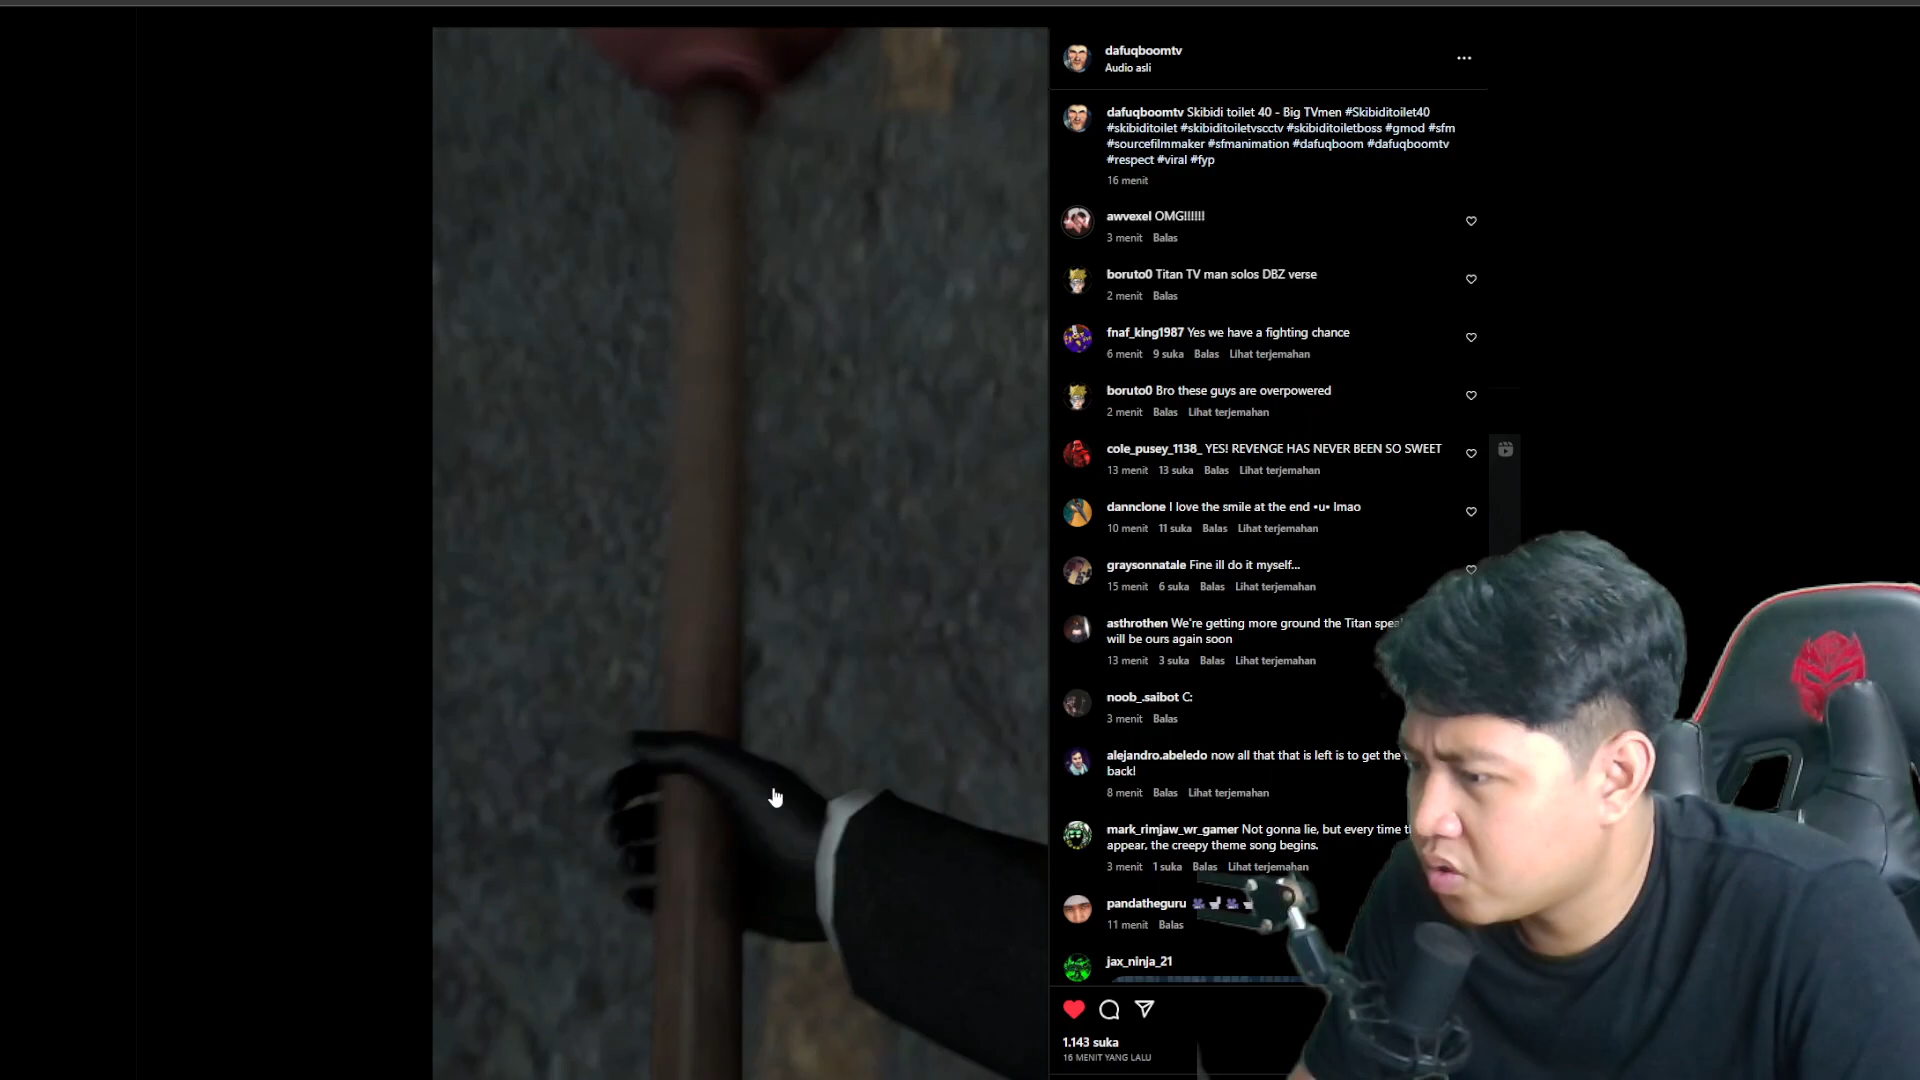 dafuqboomtv
Audio asli
dafuqboomtv Skibidi toilet 40 - Big TVmen #Skibiditoilet40
#skibiditoilet #skibiditoiletvscctv #skibiditoiletboss #gmod #sfm
#sourcefilmmaker #sfmanimation #dafuqboom #dafuqboomtv
#respect #viral #fyp
16 menit
awvexel OMG!!!!!!
3 menit Balas
boruto0 Titan TV man solos DBZ verse
2 menit Balas
fnaf_king1987 Yes we have a fighting chance
6 menit 9 suka Balas Lihat terjemahan
boruto0 Bro these guys are overpowered
2 menit Balas Lihat terjemahan
cole_pusey_1138_ YES! REVENGE HAS NEVER BEEN SO SWEET
13 menit 13 suka Balas Lihat terjemahan
dannclone I love the smile at the end •u• lmao
10 menit 11 suka Balas Lihat terjemahan
graysonnatale Fine ill do it myself...
15 menit 6 suka Balas Lihat terjemahan
asthrothen We're getting more ground the Titan
will be ours again soon
13 menit 3 suka Balas Lihat terjemahan
noob_.saibot C:
3 menit Balas
alejandro.abeledo now all that that is left is to get the
back!
8 menit Balas Lihat terjemahan
mark_rimjaw_wr_gamer Not gonna lie, but every time
appear, the creepy theme song begins.
3 menit 1 suka Balas Lihat terjemahan
pandatheguru
11 menit Balas
jax_ninja_21
1.143 suka
16 MENIT YANG LALU